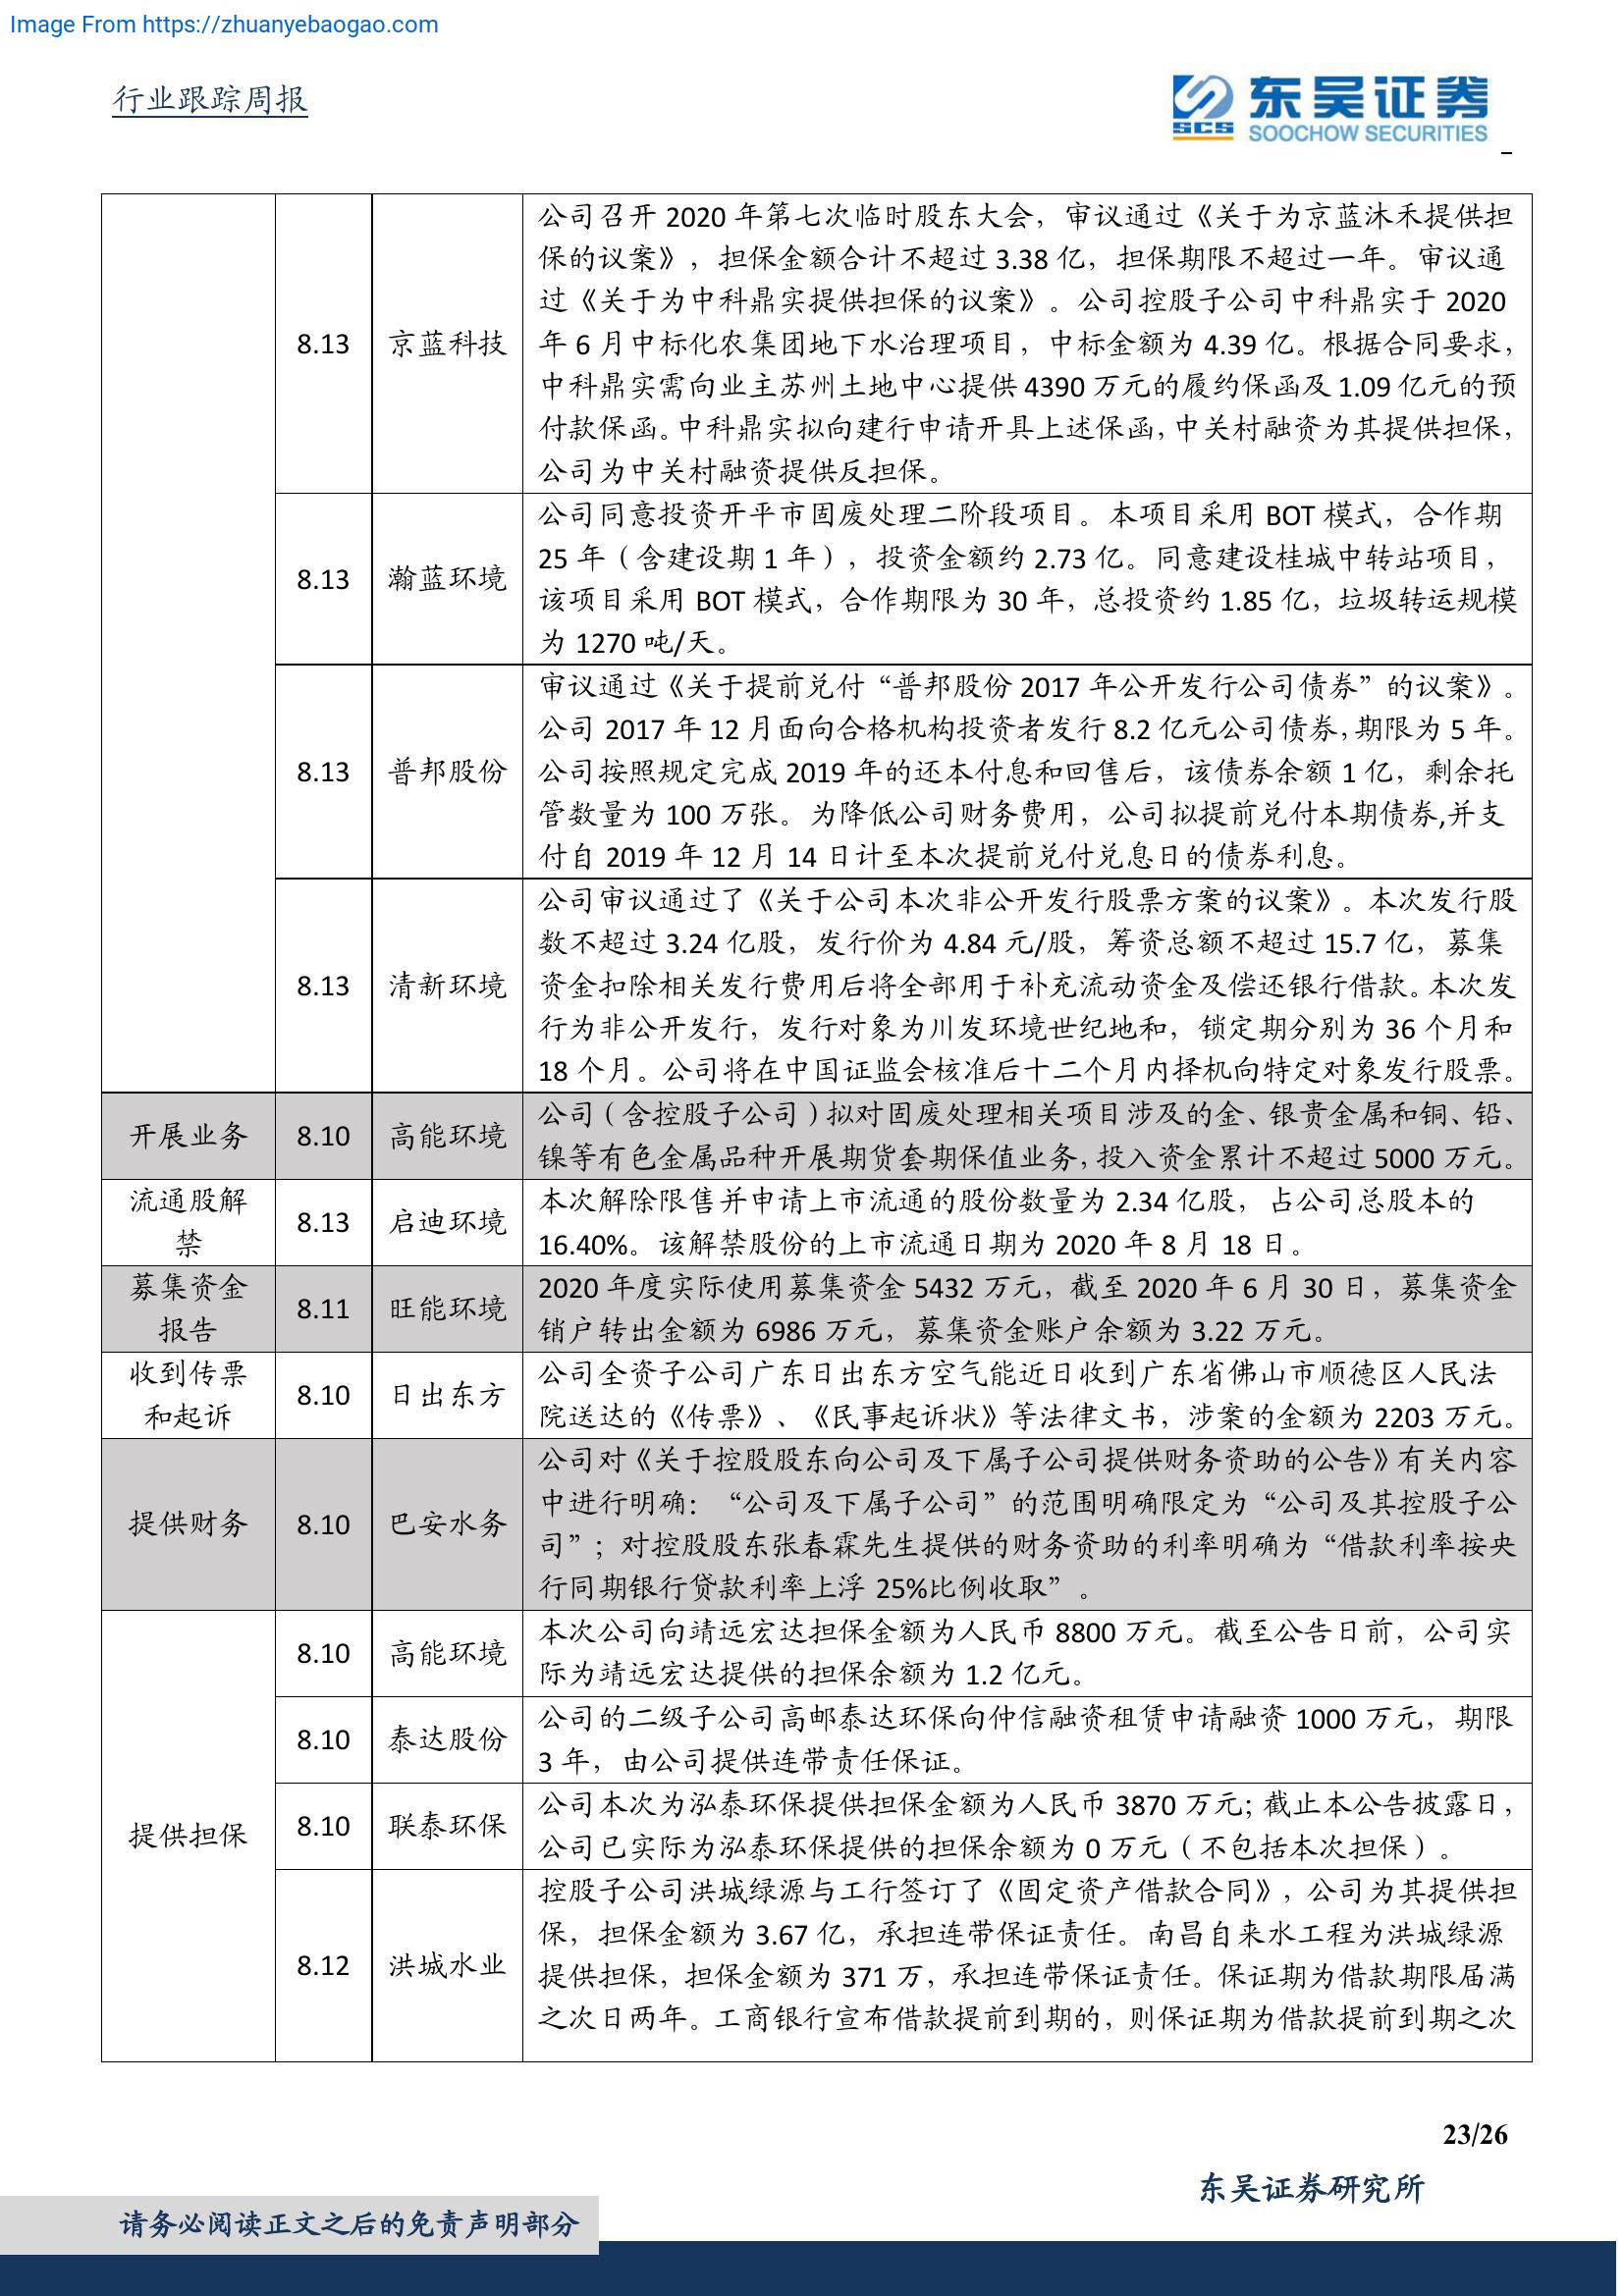 Image From https://zhuanyebaogao.com
行业跟踪周报
SCS
东吴证券
SOOCHOW SECURITIES
公司召开 2020 年第七次临时股东大会，审议通过《关于为京蓝沐禾提供担
保的议案》，担保金额合计不超过 3.38 亿，担保期限不超过一年。审议通
过《关于为中科鼎实提供担保的议案》。公司控股子公司中科鼎实于 2020
8.13 京蓝科技 年 6 月中标化农集团地下水治理项目，中标金额为 4.39 亿。根据合同要求，
中科鼎实需向业主苏州土地中心提供 4390 万元的履约保函及 1.09 亿元的预
付款保函。中科鼎实拟向建行申请开具上述保函，中关村融资为其提供担保，
公司为中关村融资提供反担保。
公司同意投资开平市固废处理二阶段项目。本项目采用 BOT 模式，合作期
8.13 瀚蓝环境 25 年（含建设期 1 年），投资金额约 2.73 亿。同意建设桂城中转站项目，
该项目采用 BOT 模式，合作期限为 30 年，总投资约 1.85 亿，垃圾转运规模
为 1270 吨/天。
审议通过《关于提前兑付“普邦股份 2017 年公开发行公司债券”的议案》。
公司 2017 年 12 月面向合格机构投资者发行 8.2 亿元公司债券，期限为 5 年。
8.13 普邦股份 公司按照规定完成 2019 年的还本付息和回售后，该债券余额 1 亿，剩余托
管数量为 100 万张。为降低公司财务费用，公司拟提前兑付本期债券,并支
付自 2019 年 12 月 14 日计至本次提前兑付兑息日的债券利息。
公司审议通过了《关于公司本次非公开发行股票方案的议案》。本次发行股
数不超过 3.24 亿股，发行价为 4.84 元/股，筹资总额不超过 15.7 亿，募集
8.13 清新环境 资金扣除相关发行费用后将全部用于补充流动资金及偿还银行借款。本次发
行为非公开发行，发行对象为川发环境世纪地和，锁定期分别为 36 个月和
18 个月。公司将在中国证监会核准后十二个月内择机向特定对象发行股票。
开展业务 8.10 高能环境 公司（含控股子公司）拟对固废处理相关项目涉及的金、银贵金属和铜、铅、
镍等有色金属品种开展期货套期保值业务，投入资金累计不超过 5000 万元。
流通股解
禁
8.13 启迪环境 本次解除限售并申请上市流通的股份数量为 2.34 亿股，占公司总股本的
16.40%。该解禁股份的上市流通日期为 2020 年 8 月 18 日。
募集资金
报告
8.11 旺能环境 2020 年度实际使用募集资金 5432 万元，截至 2020 年 6 月 30 日，募集资金
销户转出金额为 6986 万元，募集资金账户余额为 3.22 万元。
收到传票
和起诉
8.10 日出东方 公司全资子公司广东日出东方空气能近日收到广东省佛山市顺德区人民法
院送达的《传票》、《民事起诉状》等法律文书，涉案的金额为 2203 万元。
公司对《关于控股股东向公司及下属子公司提供财务资助的公告》有关内容
提供财务 8.10 巴安水务 中进行明确：“公司及下属子公司”的范围明确限定为“公司及其控股子公
司”；对控股股东张春霖先生提供的财务资助的利率明确为“借款利率按央
行同期银行贷款利率上浮 25%比例收取”。
提供担保
8.10 高能环境 本次公司向靖远宏达担保金额为人民币 8800 万元。截至公告日前，公司实
际为靖远宏达提供的担保余额为 1.2 亿元。
8.10 泰达股份 公司的二级子公司高邮泰达环保向仲信融资租赁申请融资 1000 万元，期限
3 年，由公司提供连带责任保证。
8.10 联泰环保 公司本次为泓泰环保提供担保金额为人民币 3870 万元；截止本公告披露日，
公司已实际为泓泰环保提供的担保余额为 0 万元（不包括本次担保）。
控股子公司洪城绿源与工行签订了《固定资产借款合同》，公司为其提供担
保，担保金额为 3.67 亿，承担连带保证责任。南昌自来水工程为洪城绿源
8.12 洪城水业 提供担保，担保金额为 371 万，承担连带保证责任。保证期为借款期限届满
之次日两年。工商银行宣布借款提前到期的，则保证期为借款提前到期之次
23/26
东吴证券研究所
请务必阅读正文之后的免责声明部分